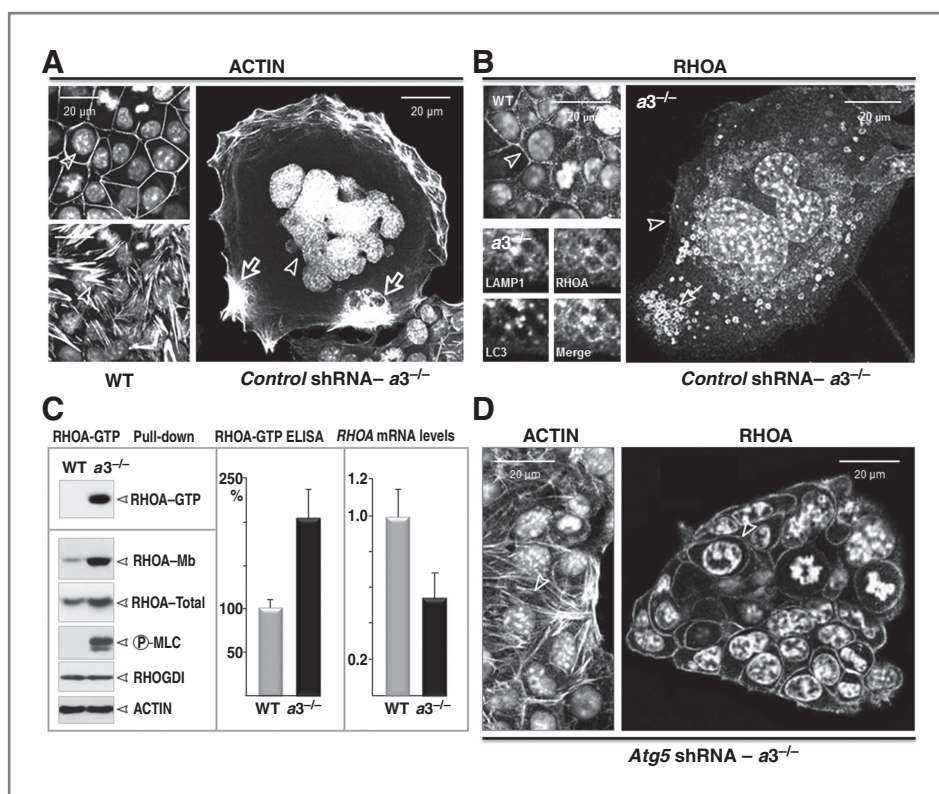 A
ACTIN
20 µm
20 µm
WT
Control shRNA– a3–/–
B
RHOA
WT
20 µm
a3–/–
20 µm
a3–/–
LAMP1
RHOA
LC3
Merge
Control shRNA– a3–/–
C
RHOA-GTP Pull-down
RHOA-GTP ELISA
RHOA mRNA levels
WT a3–/–
RHOA–GTP
RHOA–Mb
RHOA–Total
P-MLC
RHOGDI
ACTIN
250
%
100
50
WT a3–/–
1.2
1.0
0.2
WT a3–/–
D
ACTIN
20 µm
RHOA
20 µm
Atg5 shRNA – a3–/–